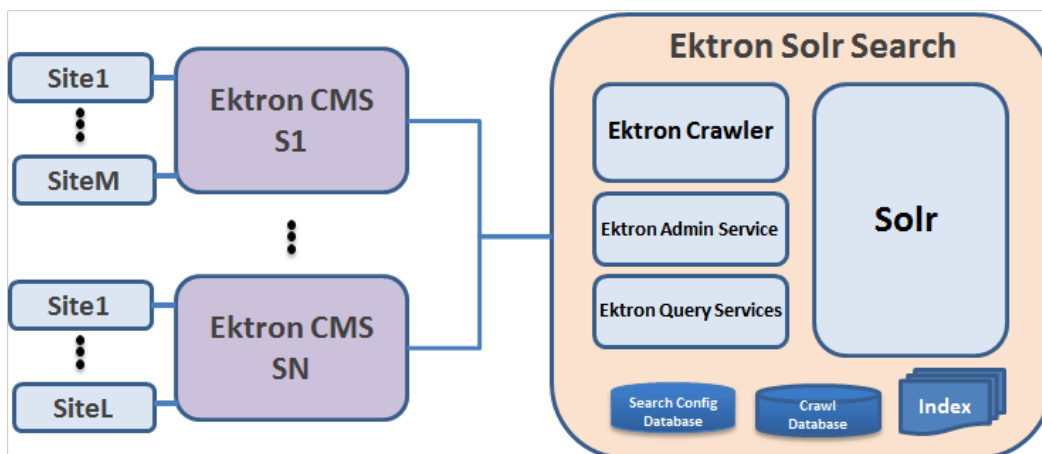 Site1
SiteM
Ektron CMS
S1
Site1
SiteL
Ektron CMS
SN
Ektron Solr Search
Ektron Crawler
Ektron Admin Service
Ektron Query Services
Solr
Search Config
Database
Crawl
Database
Index